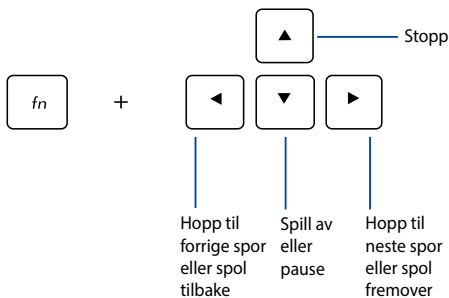 Stopp
fn +
Hopp til
forrige spor
eller spol
tilbake
Spill av
eller
pause
Hopp til
neste spor
eller spol
fremover